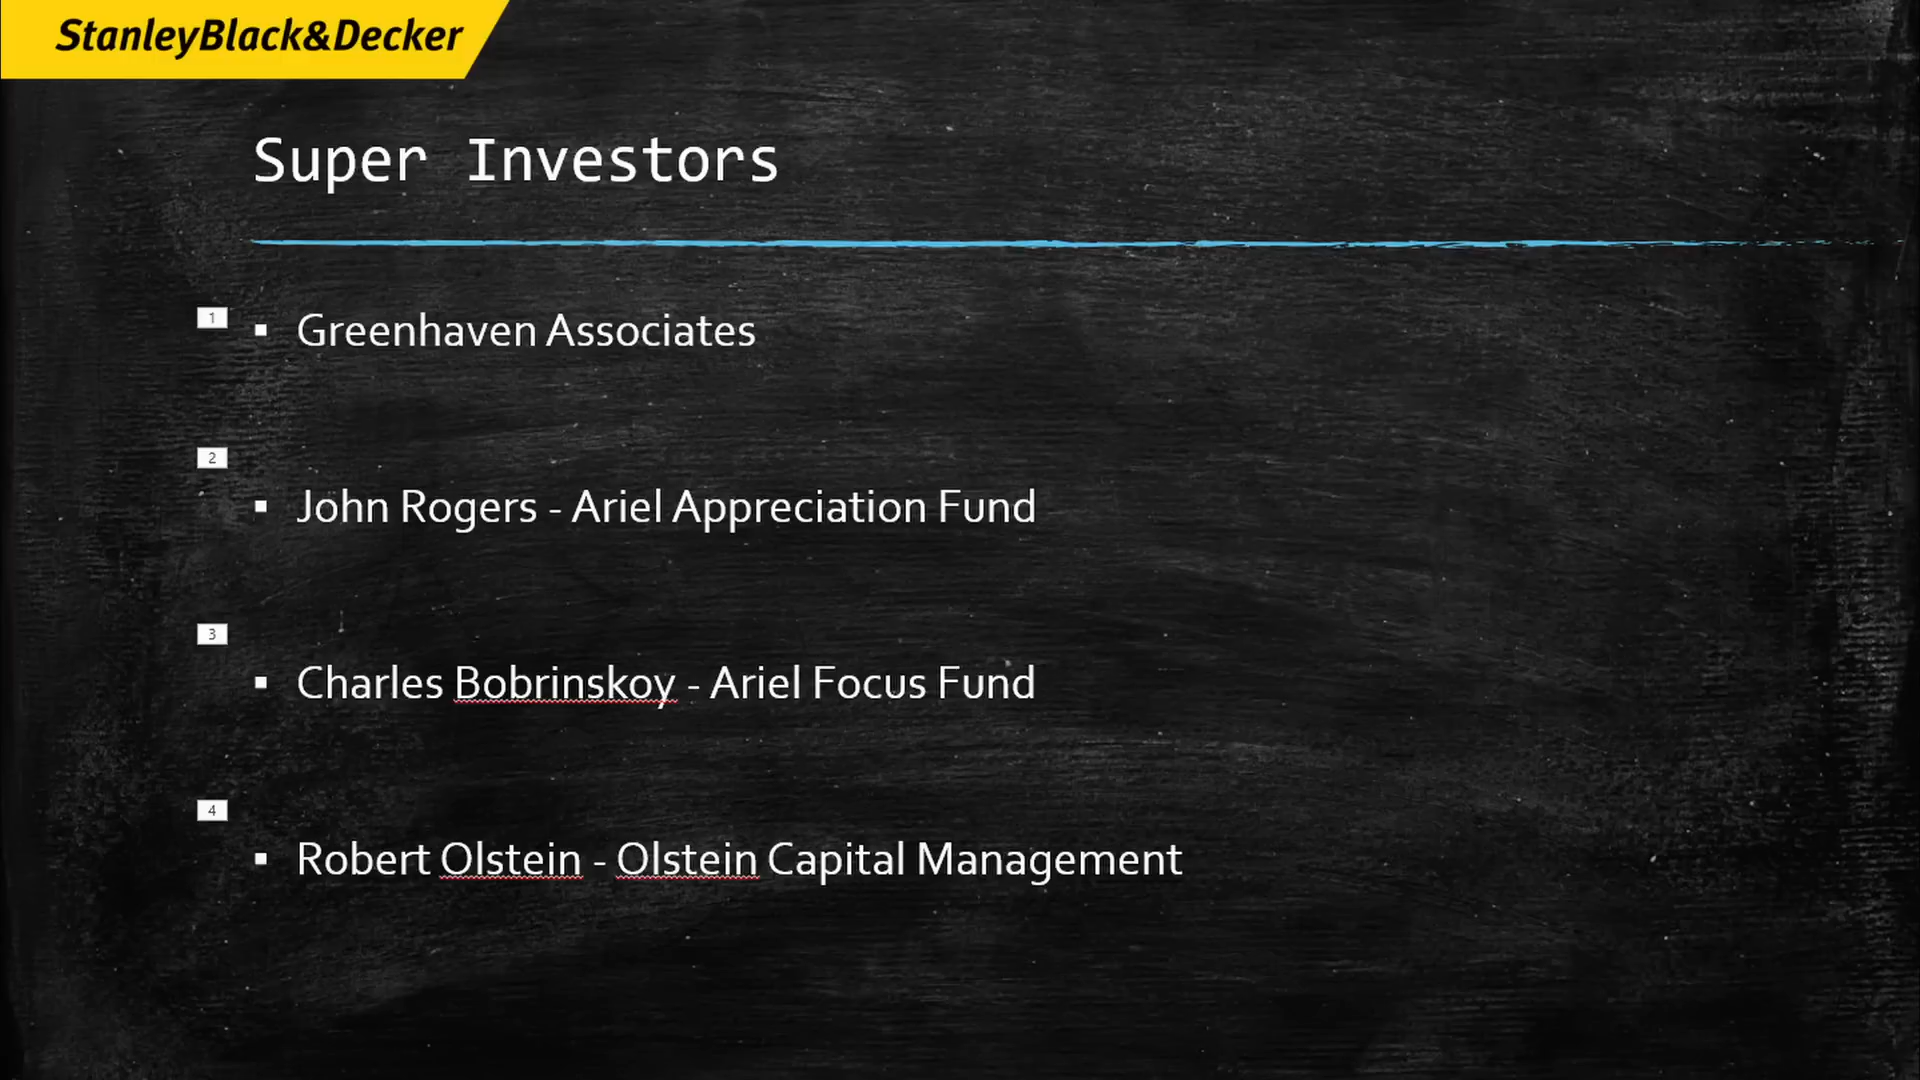 StanleyBlack&Decker
Super Investors
1
▪ Greenhaven Associates
2
▪ John Rogers - Ariel Appreciation Fund
3
▪ Charles Bobrinskoy - Ariel Focus Fund
4
▪ Robert Olstein - Olstein Capital Management